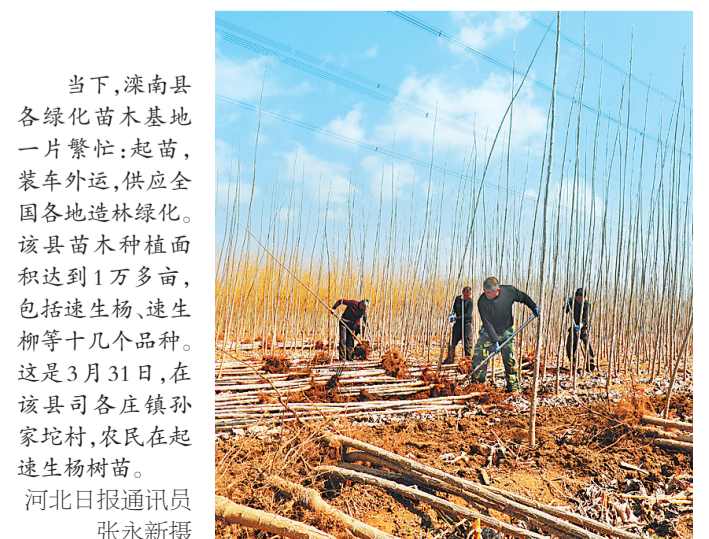 当下，滦南县
各绿化苗木基地
一片繁忙：起苗，
装车外运，供应全
国各地造林绿化。
该县苗木种植面
积达到1万多亩，
包括速生杨、速生
柳等十几个品种。
这是3月31日，在
该县司各庄镇孙
家坨村，农民在起
速生杨树苗。
河北日报通讯员
张永新摄